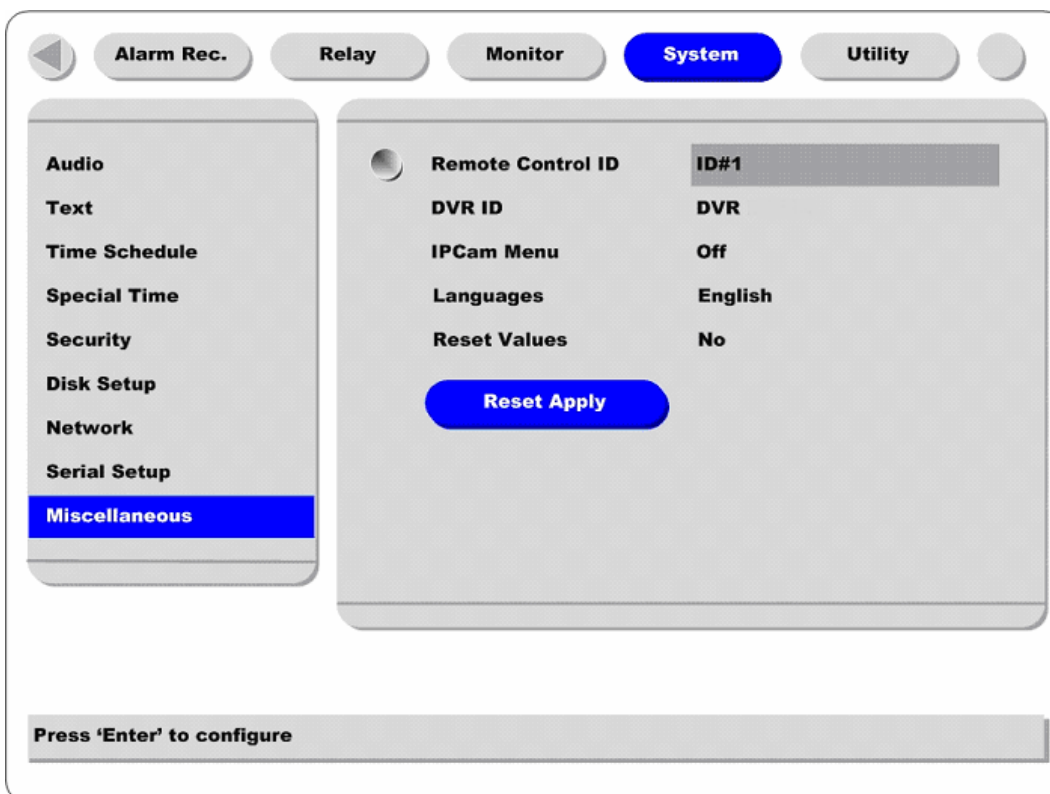 Alarm Rec. Relay Monitor System Utility
Audio
Text
Time Schedule
Special Time
Security
Disk Setup
Network
Serial Setup
Miscellaneous
Remote Control ID ID#1
DVR ID DVR
IPCam Menu Off
Languages English
Reset Values No
Reset Apply
Press ‘Enter’ to configure